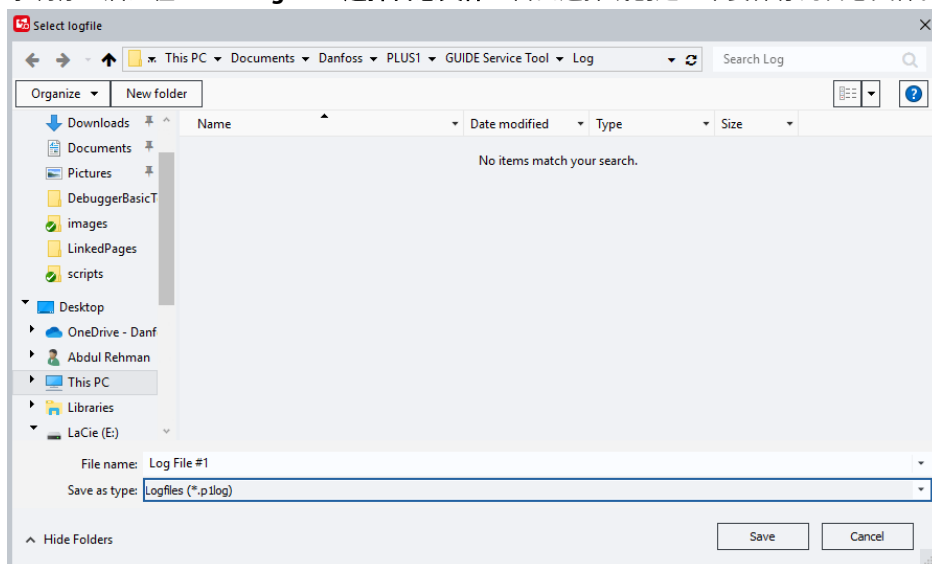 Select logfile
This PC Documents Danfoss PLUS1 GUIDE Service Tool Log
Search Log
Organize New folder
Name Date modified Type Size
No items match your search.
Downloads
Documents
Pictures
DebuggerBasicT
images
LinkedPages
scripts
Desktop
OneDrive - Danf
Abdul Rehman
This PC
Libraries
LaCie (E:)
File name: Log File #1
Save as type: Logfiles (*.p1log)
Hide Folders Save Cancel